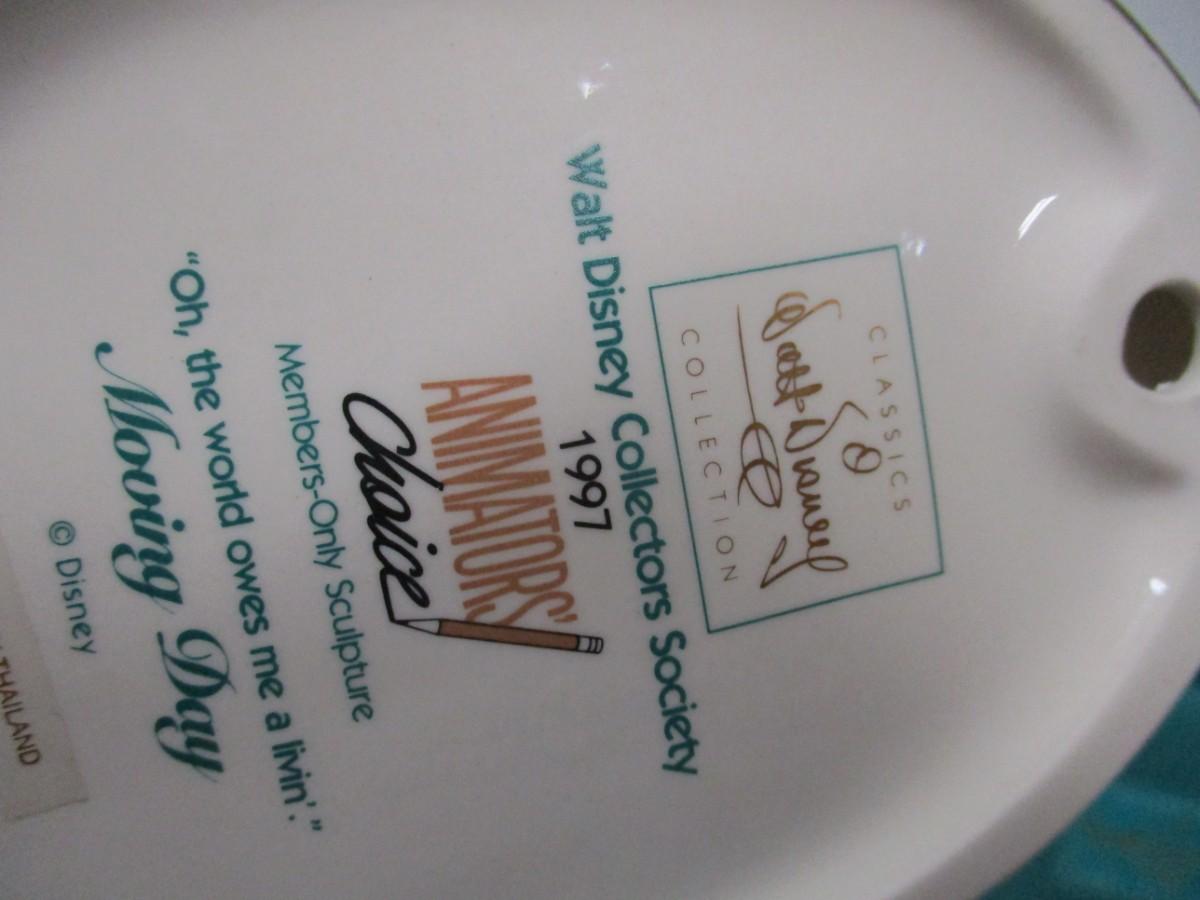 CLASSICS
Walt Disney
COLLECTION
Walt Disney Collectors Society
1997
ANIMATORS'
Choice
Members-Only Sculpture
"Oh, the world owes me a livin'."
Moving Day
© Disney
THAILAND